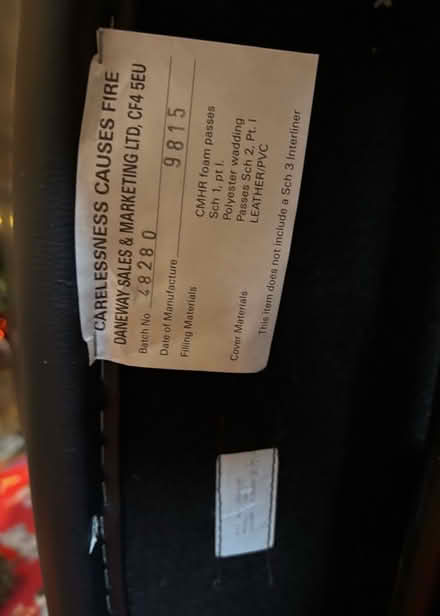 CARELESSNESS CAUSES FIRE
DANEWAY SALES & MARKETING LTD, CF4 5EU
Batch No 48280
Date of Manufacture 9815
Filling Materials CMHR foam passes
Sch 1, pt I.
Polyester wadding
Passes Sch 2, Pt. I
Cover Materials LEATHER/PVC
This item does not include a Sch 3 Interliner